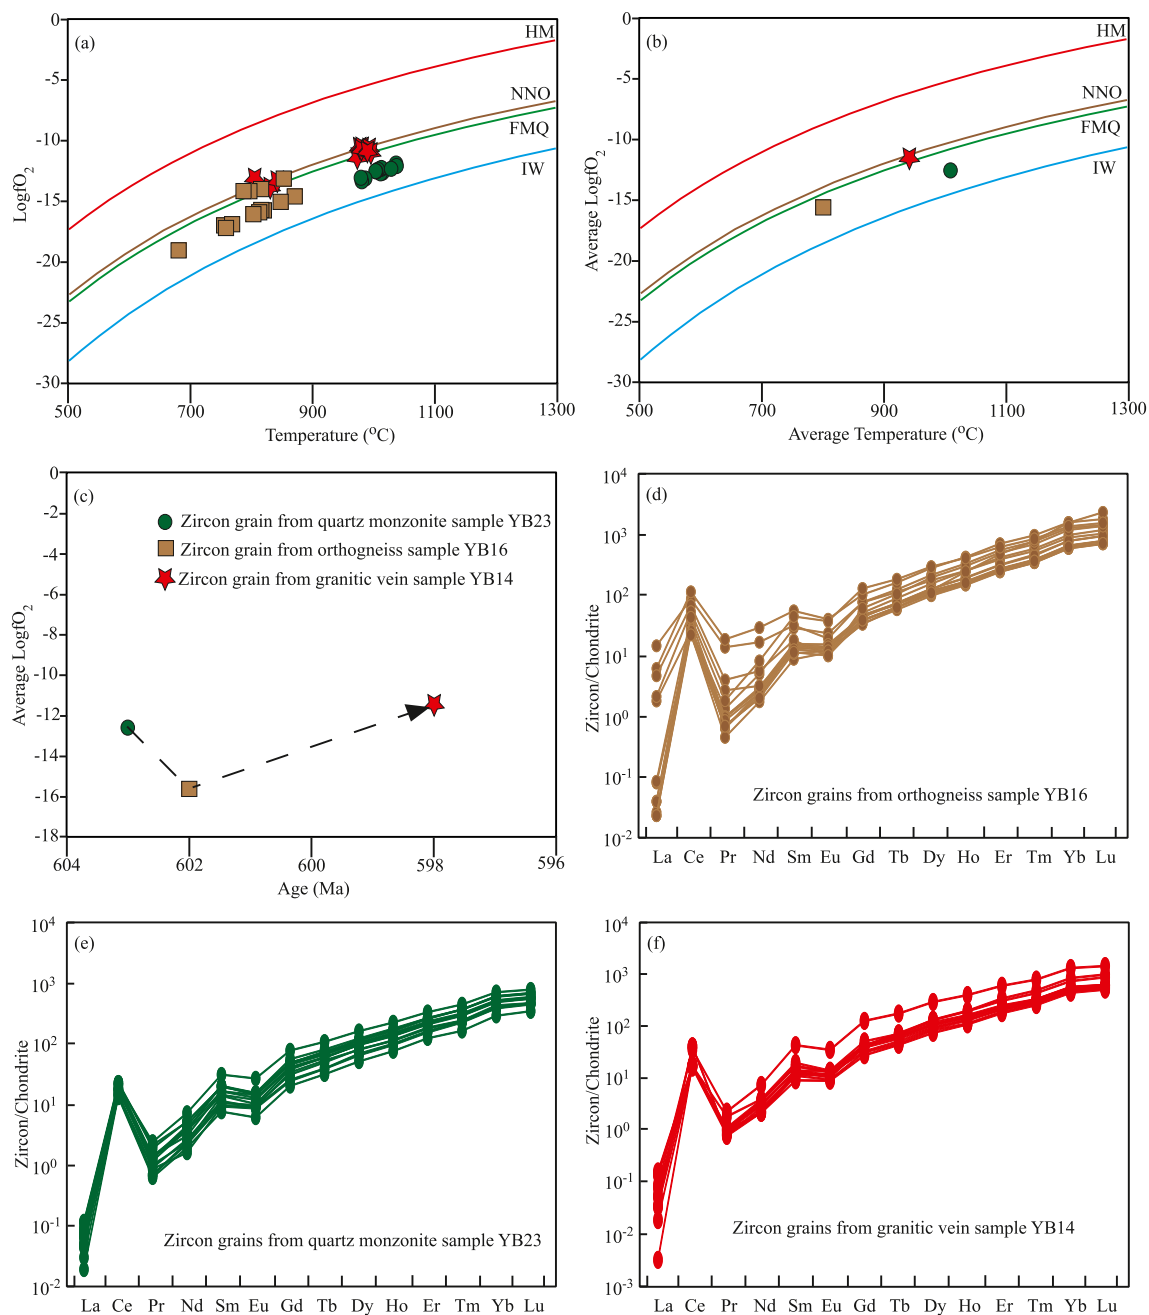 (a)
HM
NNO
FMQ
IW
0
-5
-10
-15
-20
-25
-30
LogfO2
500
700
900
1100
1300
Temperature (oC)
(b)
HM
NNO
FMQ
IW
0
-5
-10
-15
-20
-25
-30
Average LogfO2
500
700
900
1100
1300
Average Temperature (oC)
(c)
0
-2
-4
-6
-8
-10
-12
-14
-16
-18
Average LogfO2
Zircon grain from quartz monzonite sample YB23
Zircon grain from orthogneiss sample YB16
Zircon grain from granitic vein sample YB14
604
602
600
598
596
Age (Ma)
(d)
10^4
10^3
10^2
10^1
10^0
10^-1
10^-2
Zircon/Chondrite
Zircon grains from orthogneiss sample YB16
La Ce Pr Nd Sm Eu Gd Tb Dy Ho Er Tm Yb Lu
(e)
10^4
10^3
10^2
10^1
10^0
10^-1
10^-2
Zircon/Chondrite
Zircon grains from quartz monzonite sample YB23
La Ce Pr Nd Sm Eu Gd Tb Dy Ho Er Tm Yb Lu
(f)
10^4
10^3
10^2
10^1
10^0
10^-1
10^-2
10^-3
Zircon/Chondrite
Zircon grains from granitic vein sample YB14
La Ce Pr Nd Sm Eu Gd Tb Dy Ho Er Tm Yb Lu